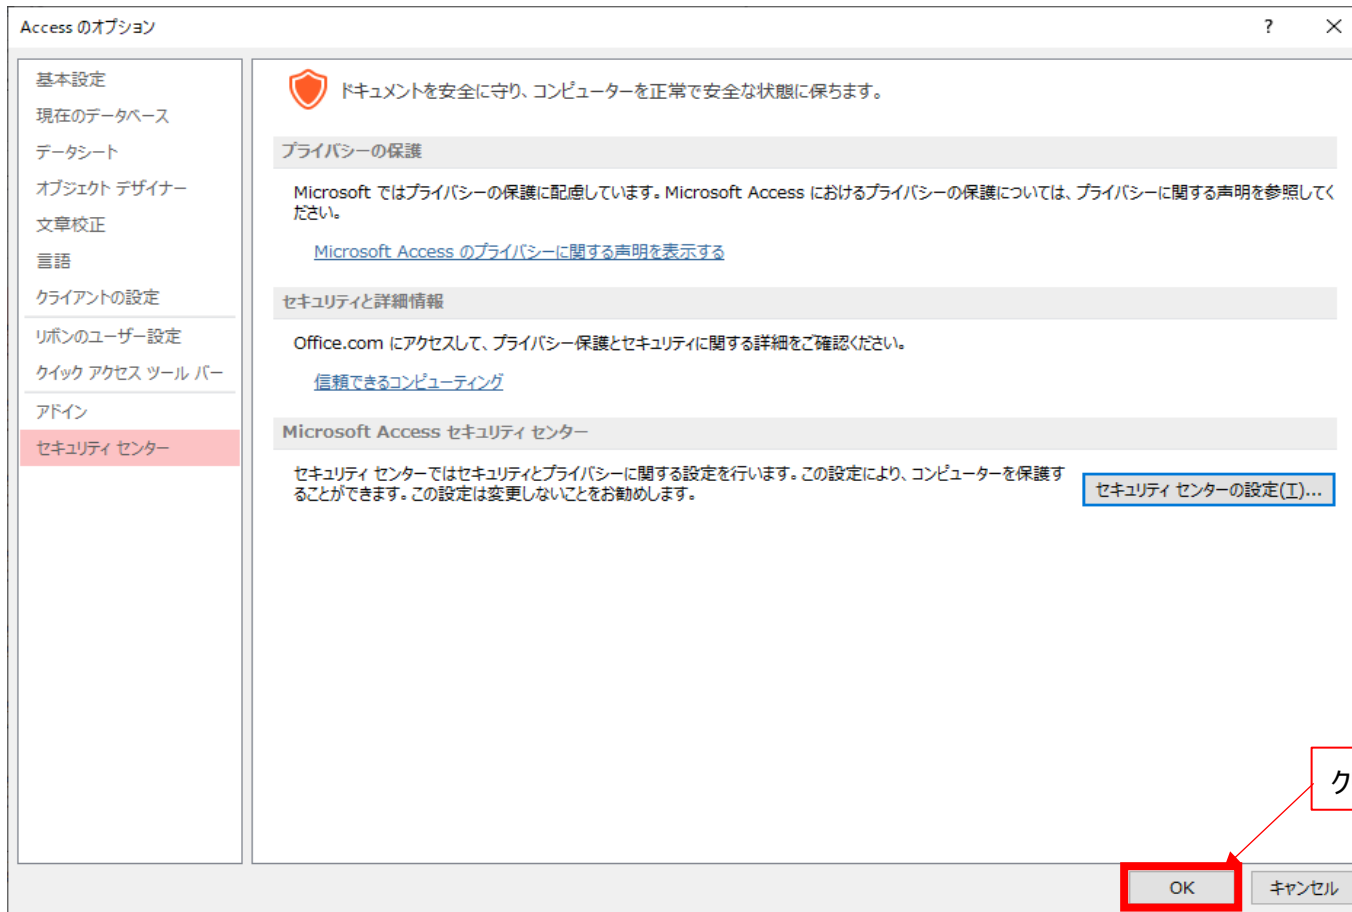 Access のオプション
?
基本設定
現在のデータベース
データシート
オブジェクト デザイナー
文章校正
言語
クライアントの設定
リボンのユーザー設定
クイック アクセス ツール バー
アドイン
セキュリティ センター
ドキュメントを安全に守り、コンピューターを正常で安全な状態に保ちます。
プライバシーの保護
Microsoft ではプライバシーの保護に配慮しています。Microsoft Access におけるプライバシーの保護については、プライバシーに関する声明を参照してく
ださい。
Microsoft Access のプライバシーに関する声明を表示する
セキュリティと詳細情報
Office.com にアクセスして、プライバシー保護とセキュリティに関する詳細をご確認ください。
信頼できるコンピューティング
Microsoft Access セキュリティ センター
セキュリティ センターではセキュリティとプライバシーに関する設定を行います。この設定により、コンピューターを保護す
ることができます。この設定は変更しないことをお勧めします。
セキュリティ センターの設定(T)...
ク
OK
キャンセル